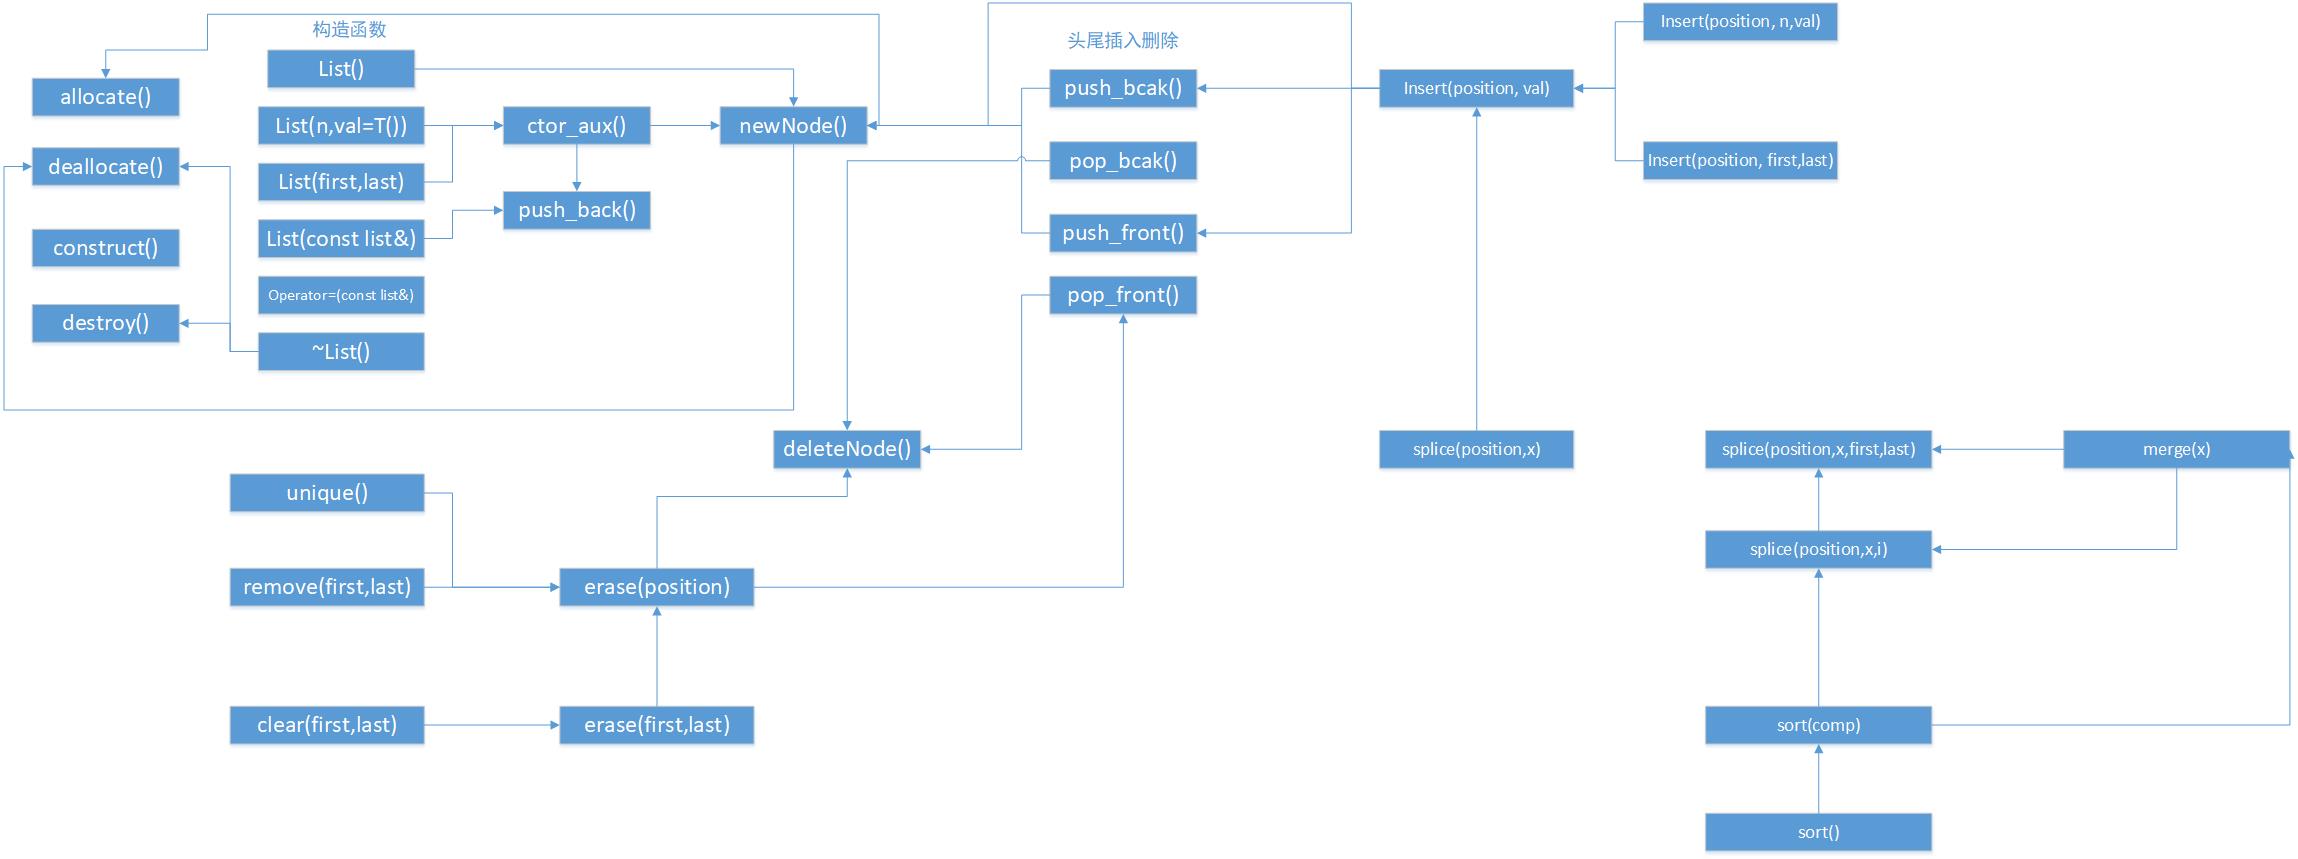 构造函数
List()
allocate()
List(n,val=T())
ctor_aux()
newNode()
deallocate()
List(first,last)
push_back()
List(const list&)
construct()
Operator=(const list&)
destroy()
~List()
头尾插入删除
push_bcak()
pop_bcak()
push_front()
pop_front()
Insert(position, n,val)
Insert(position, val)
Insert(position, first,last)
deleteNode()
splice(position,x)
splice(position,x,first,last)
merge(x)
unique()
splice(position,x,i)
remove(first,last)
erase(position)
clear(first,last)
erase(first,last)
sort(comp)
sort()